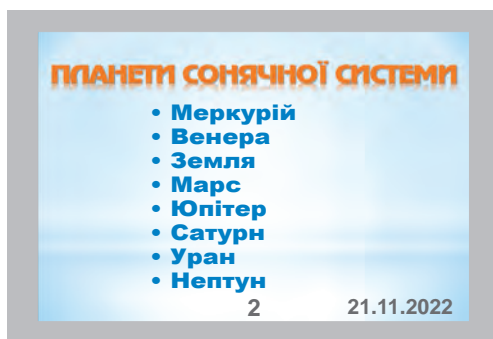 ПЛАНЕТИ СОНЯЧНОЇ СИСТЕМИ
• Меркурій
• Венера
• Земля
• Марс
• Юпітер
• Сатурн
• Уран
• Нептун
2 21.11.2022